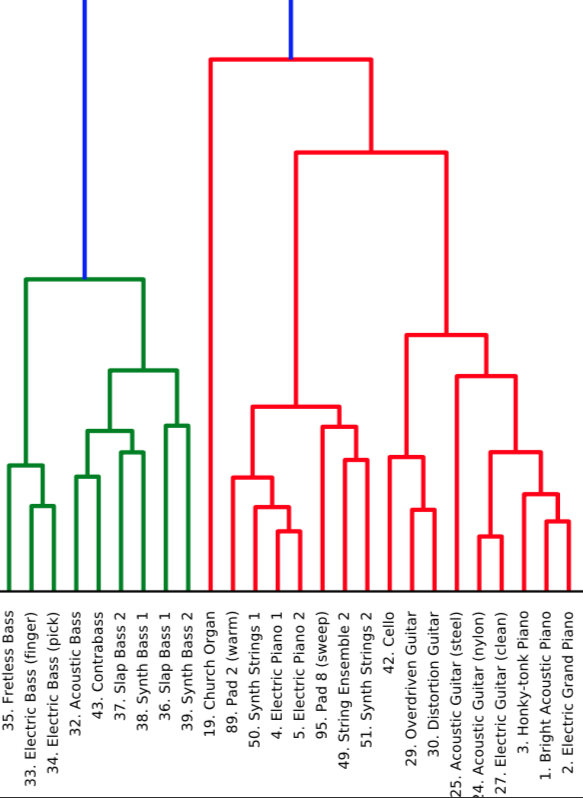 35. Fretless Bass
33. Electric Bass (finger)
34. Electric Bass (pick)
32. Acoustic Bass
43. Contrabass
37. Slap Bass 2
38. Synth Bass 1
36. Slap Bass 1
39. Synth Bass 2
19. Church Organ
89. Pad 2 (warm)
50. Synth Strings 1
4. Electric Piano 1
5. Electric Piano 2
95. Pad 8 (sweep)
49. String Ensemble 2
51. Synth Strings 2
42. Cello
29. Overdriven Guitar
30. Distortion Guitar
25. Acoustic Guitar (steel)
24. Acoustic Guitar (nylon)
27. Electric Guitar (clean)
3. Honky-tonk Piano
1. Bright Acoustic Piano
2. Electric Grand Piano